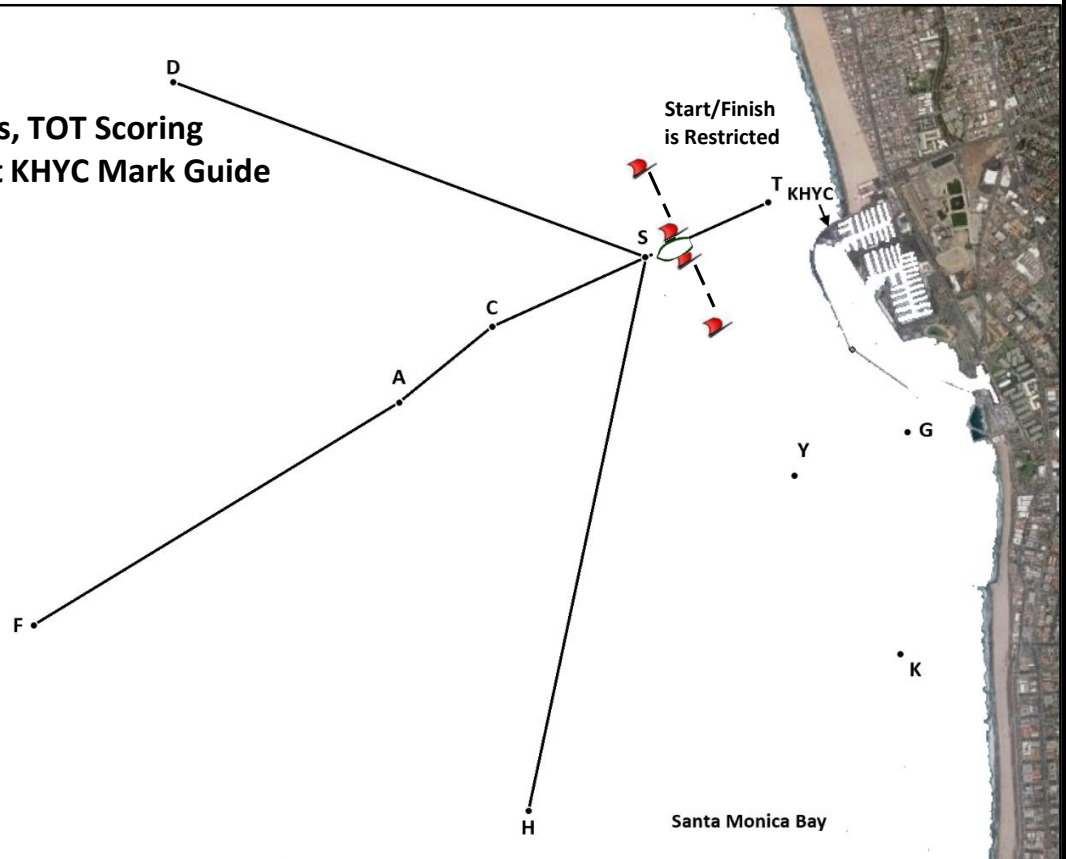 D
s, TOT Scoring
t KHYC Mark Guide
Start/Finish
is Restricted
T
KHYC
S
C
A
G
Y
F
K
H
Santa Monica Bay